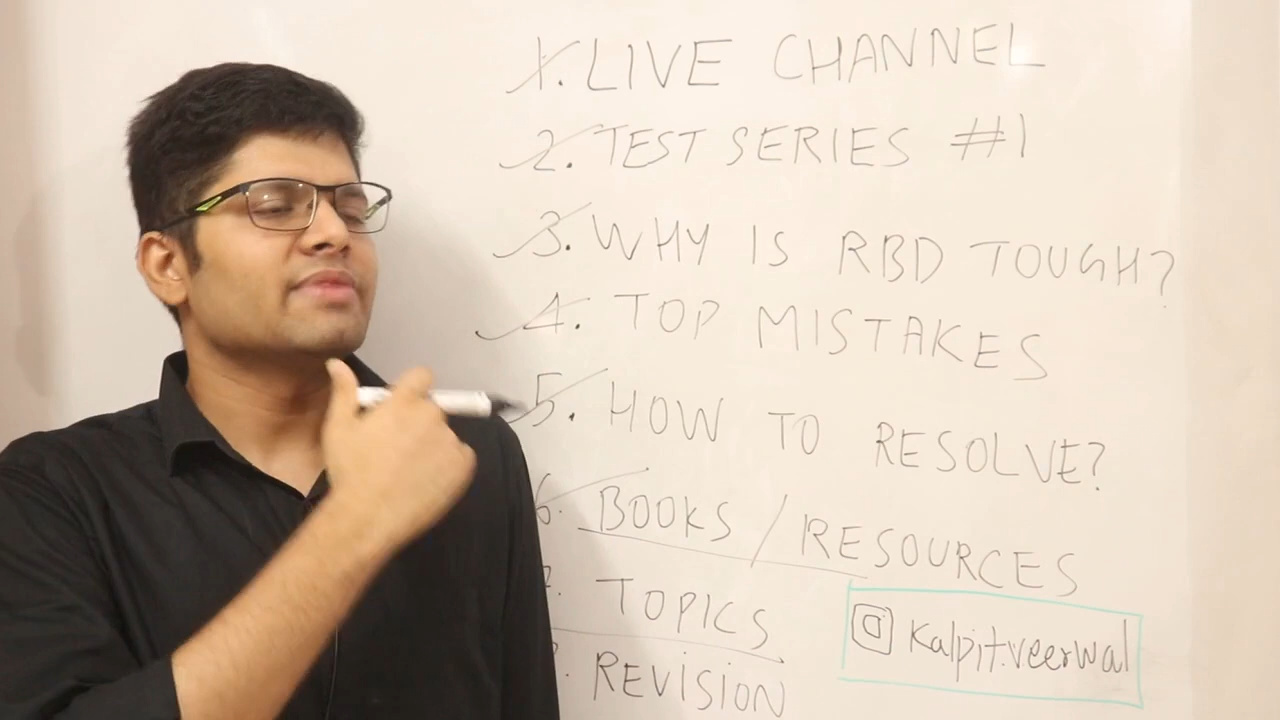 1. LIVE CHANNEL
2. TEST SERIES #1
3. WHY IS RBD TOUGH?
4. TOP MISTAKES
5. HOW TO RESOLVE?
6. BOOKS / RESOURCES
7. TOPICS
kalpit.veerwal
REVISION